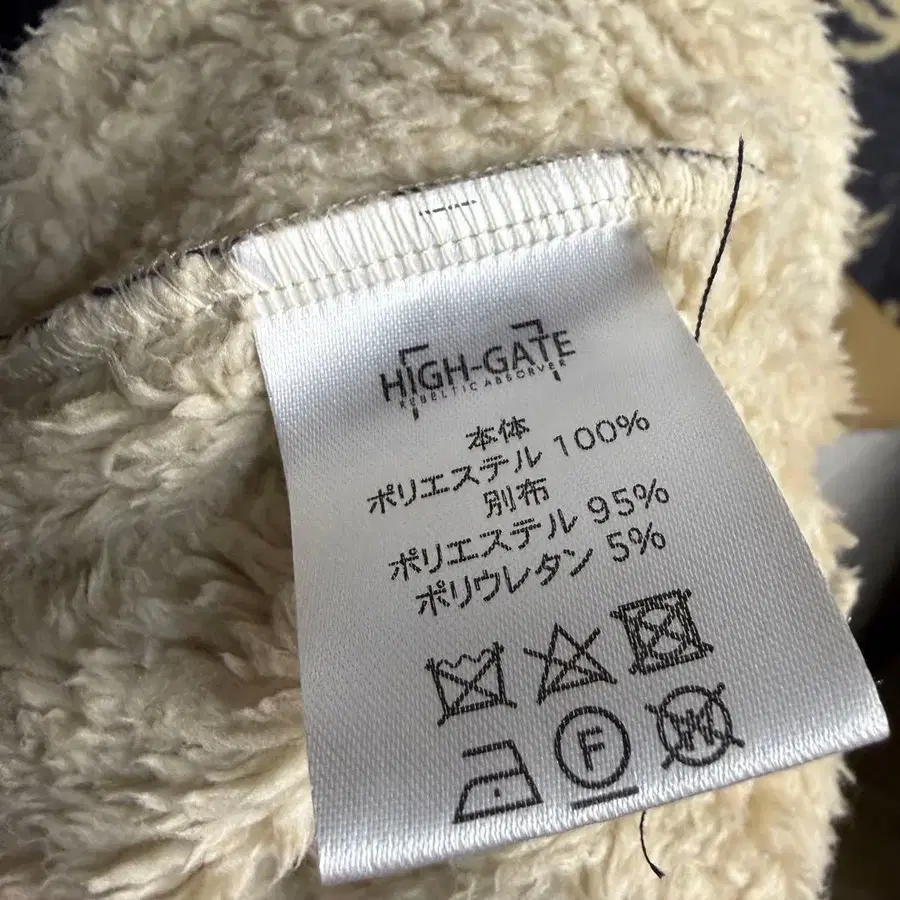 HIGH-GATE
REBELTIC ABSORVER
本体
ポリエステル 100%
別布
ポリエステル 95%
ポリウレタン 5%
F
W